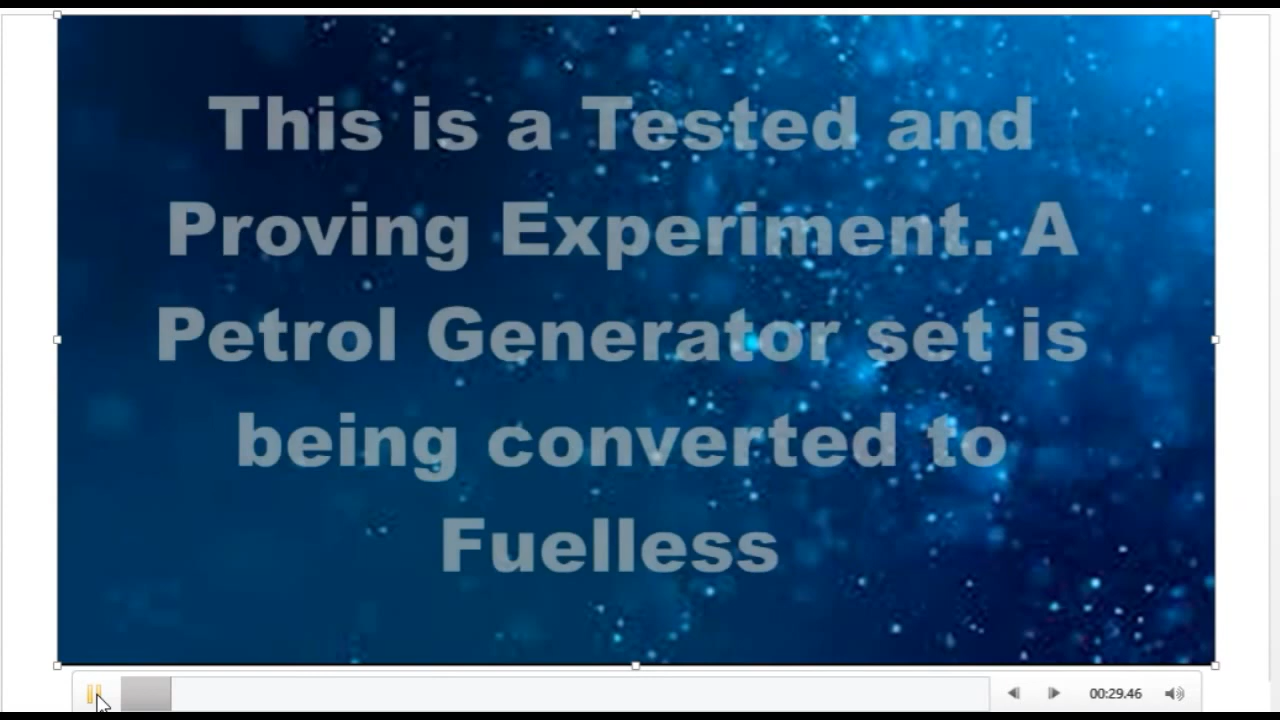 This is a Tested and
Proving Experiment. A
Petrol Generator set is
being converted to
Fuelless
00:29.46